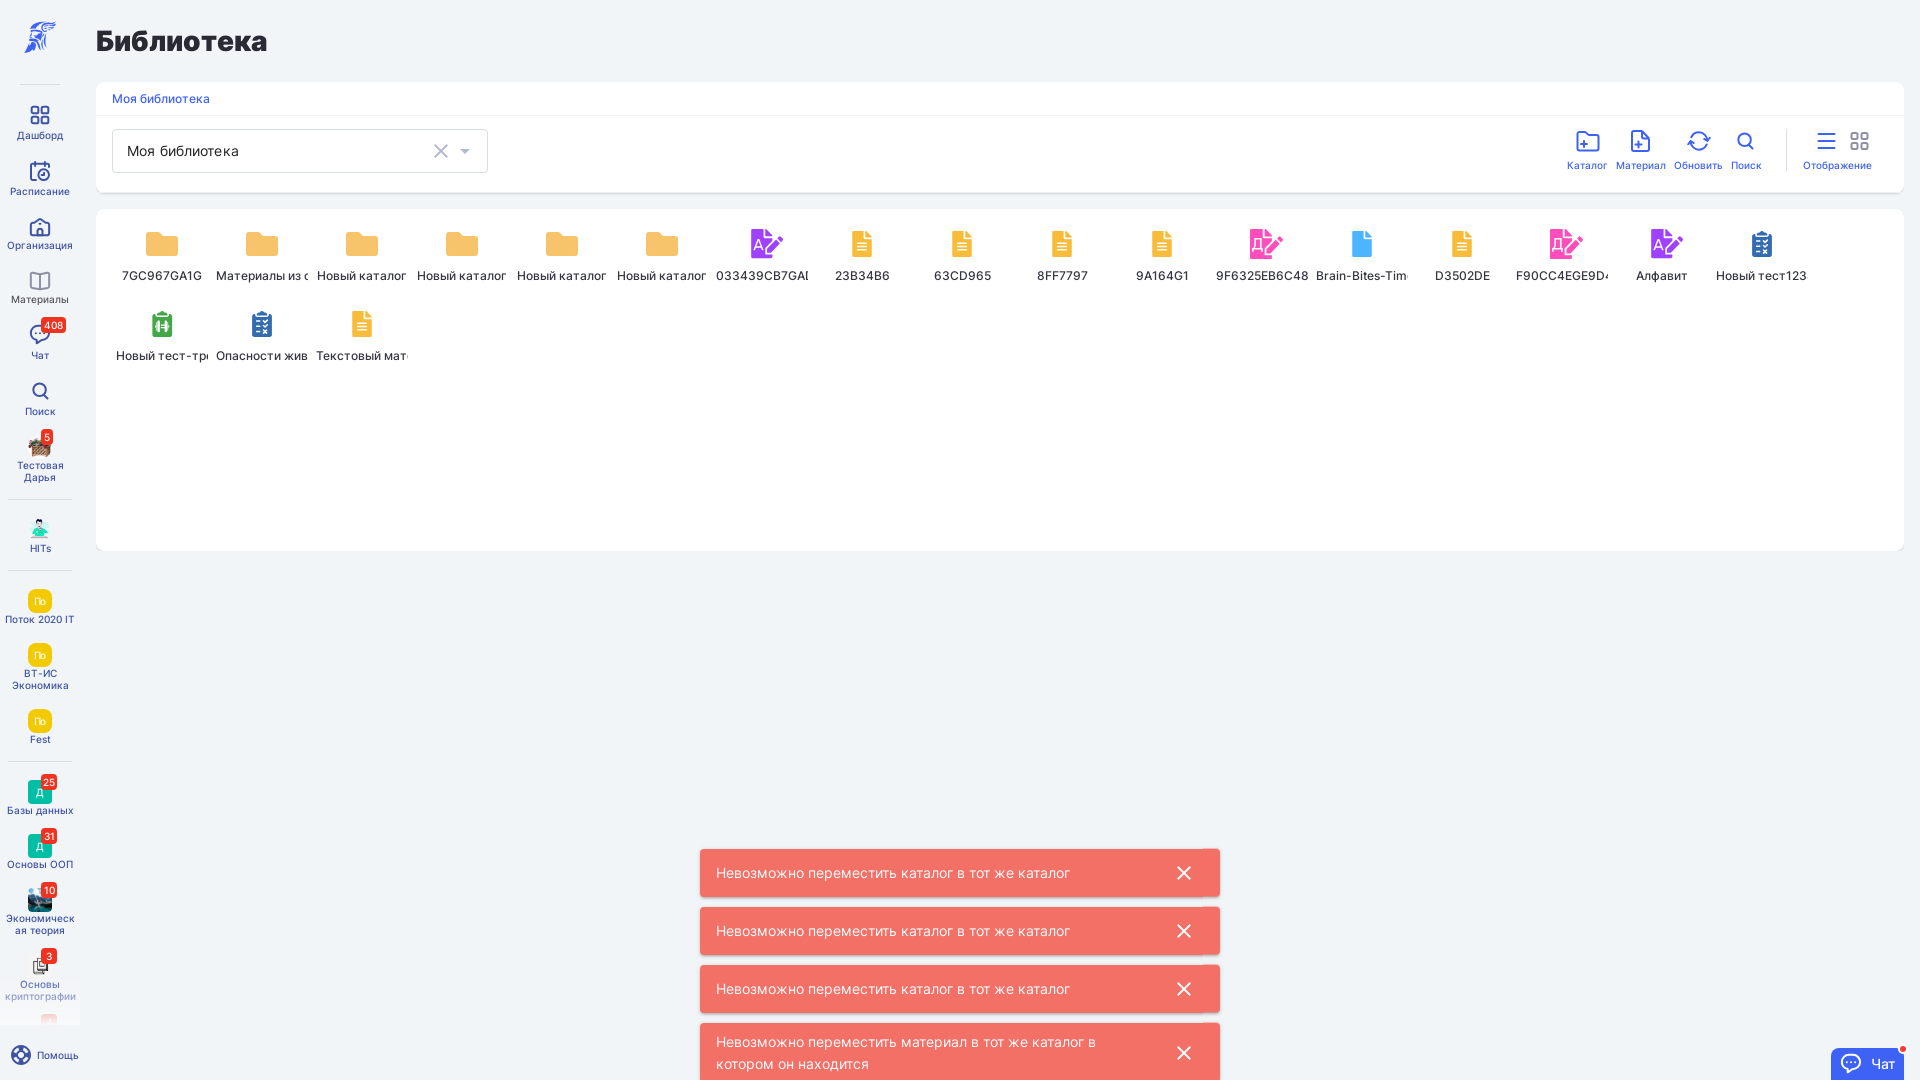 Библиотека
Моя библиотека
Моя библиотека
Каталог
Материал
Обновить
Поиск
Отображение
Дашборд
Расписание
Организация
Материалы
408
Чат
Поиск
5
Тестовая
Дарья
HITs
По
Поток 2020 IT
По
ВТ-ИС
Экономика
По
Fest
25
Д
Базы данных
31
Д
Основы ООП
10
Экономическ
ая теория
3
Основы
криптографии
Помощь
7GC967GA1G
Материалы из
Новый каталог
Новый каталог
Новый каталог
Новый каталог
033439CB7GAD
23B34B6
63CD965
8FF7797
9A164G1
9F6325EB6C48
Brain-Bites-Tim
D3502DE
F90CC4EGE9D
Алфавит
Новый тест123
Новый тест-тре
Опасности жив
Текстовый мат
Невозможно переместить каталог в тот же каталог
Невозможно переместить каталог в тот же каталог
Невозможно переместить каталог в тот же каталог
Невозможно переместить материал в тот же каталог в
котором он находится
Чат